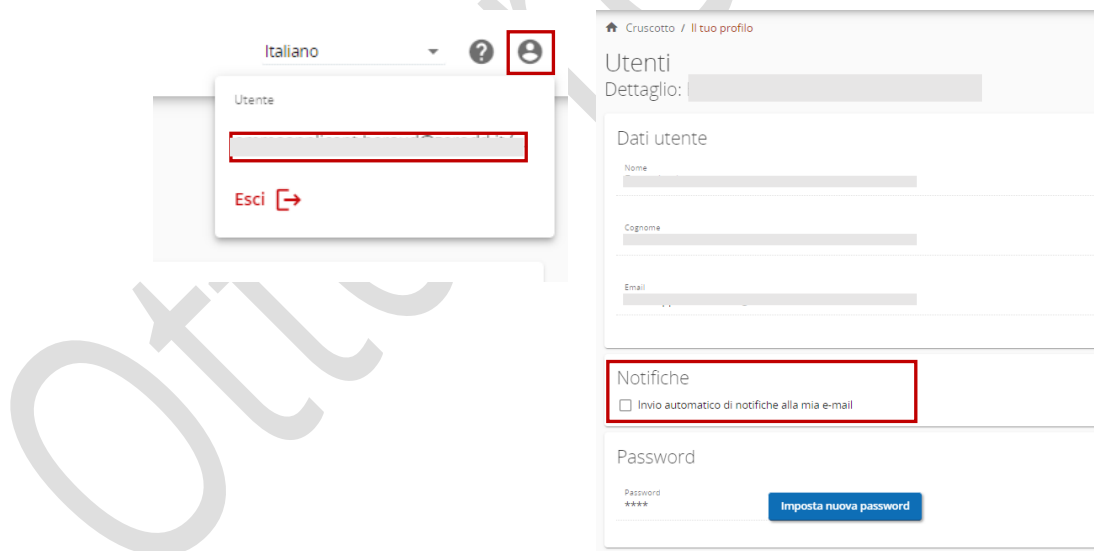 Italiano
Utente
Esci
Cruscotto / Il tuo profilo
Utenti
Dettaglio:
Dati utente
Nome
Cognome
Email
Notifiche
Invio automatico di notifiche alla mia e-mail
Password
Password
****
Imposta nuova password